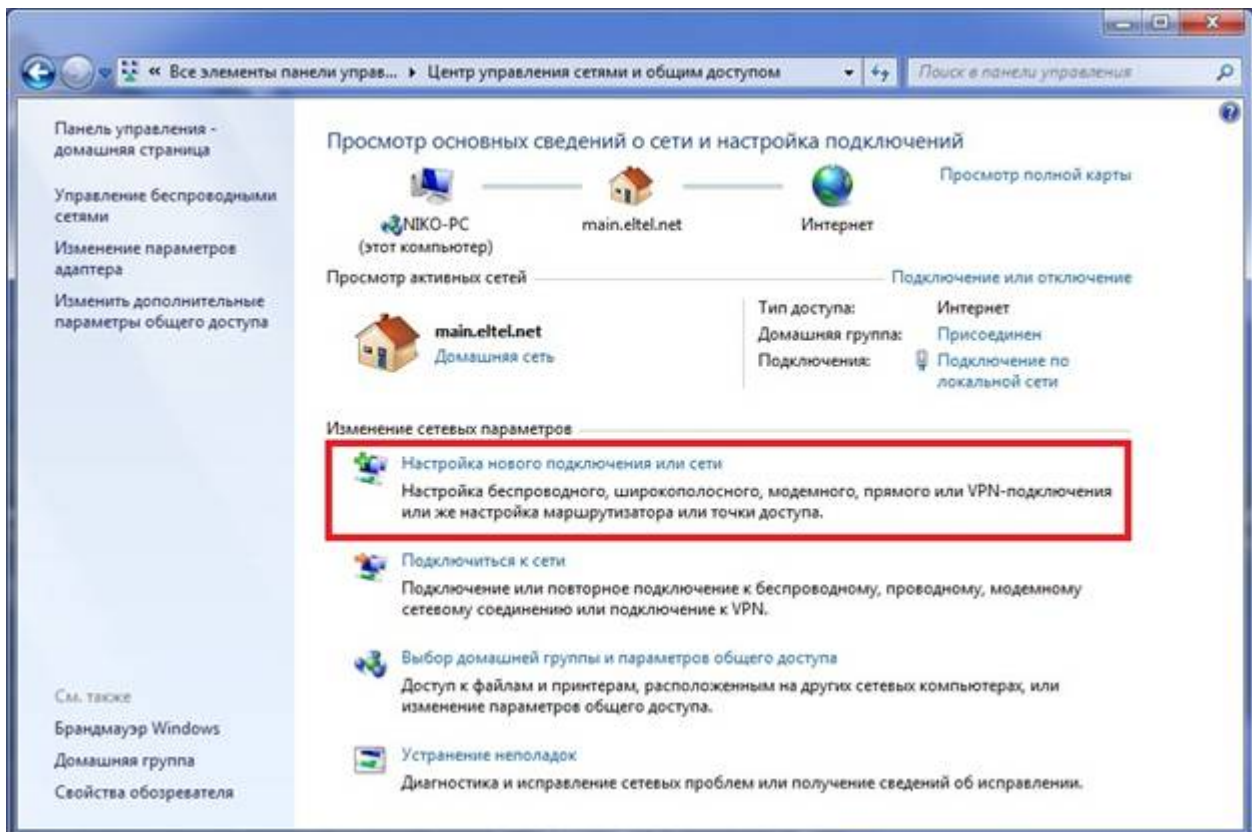 « Все элементы панели управ... ▸ Центр управления сетями и общим доступом
Поиск в панели управления
Панель управления -
домашняя страница
Управление беспроводными
сетями
Изменение параметров
адаптера
Изменить дополнительные
параметры общего доступа
См. также
Брандмауэр Windows
Домашняя группа
Свойства обозревателя
Просмотр основных сведений о сети и настройка подключений
Просмотр полной карты
NIKO-PC
(этот компьютер)
main.eltel.net
Интернет
Просмотр активных сетей
Подключение или отключение
main.eltel.net
Домашняя сеть
Тип доступа: Интернет
Домашняя группа: Присоединен
Подключения: Подключение по
локальной сети
Изменение сетевых параметров
Настройка нового подключения или сети
Настройка беспроводного, широкополосного, модемного, прямого или VPN-подключения
или же настройка маршрутизатора или точки доступа.
Подключиться к сети
Подключение или повторное подключение к беспроводному, проводному, модемному
сетевому соединению или подключение к VPN.
Выбор домашней группы и параметров общего доступа
Доступ к файлам и принтерам, расположенным на других сетевых компьютерах, или
изменение параметров общего доступа.
Устранение неполадок
Диагностика и исправление сетевых проблем или получение сведений об исправлении.